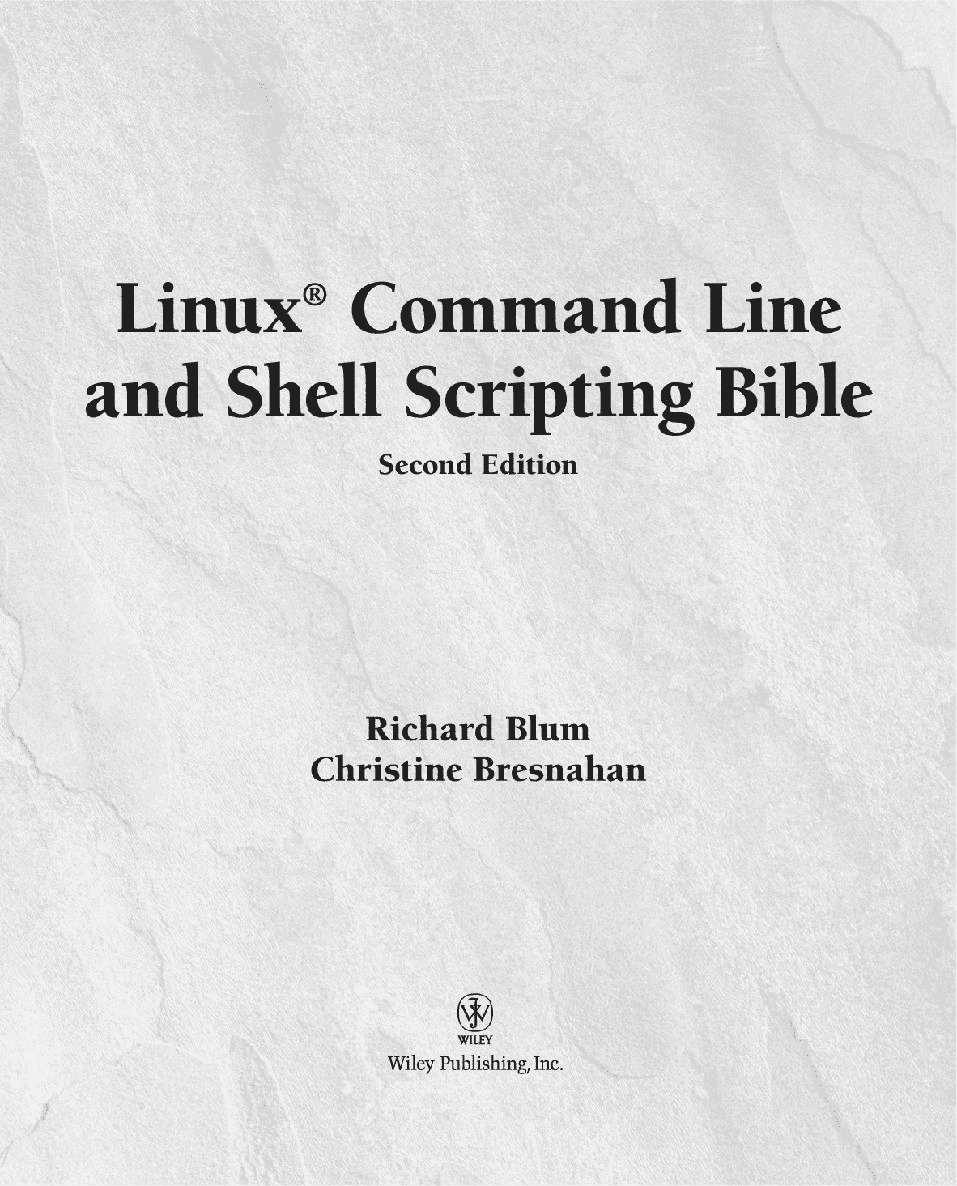 Linux® Command Line
and Shell Scripting Bible
Second Edition
Richard Blum
Christine Bresnahan
WILEY
Wiley Publishing, Inc.